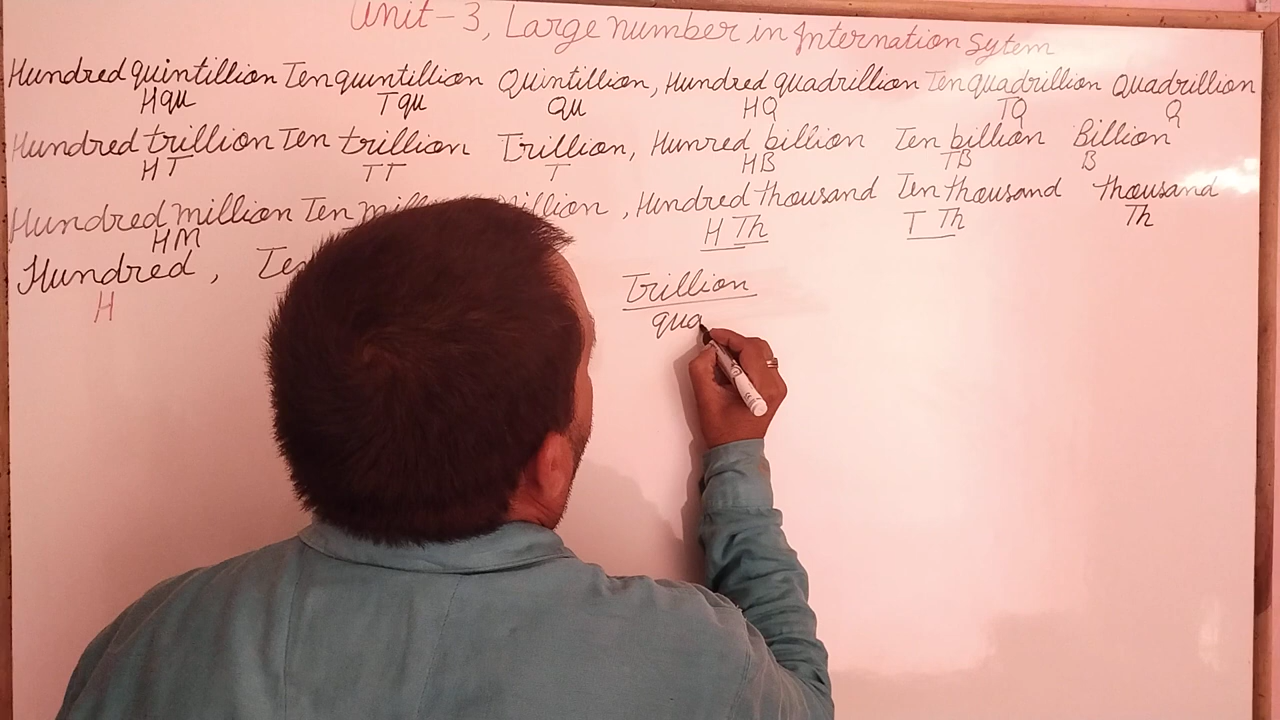 Unit-3, Large number in Internation Sytem
Hundred quintillion Ten quintillion Quintillion, Hundred quadrillion Ten quadrillion Quadrillion
Hqu Tqu Qu HQ TQ Q
Hundred trillion Ten trillion Trillion, Hunred billion Ten billion Billion
HT TT T HB TB B
Hundred million Ten million, Hundred thousand Ten thousand thousand
HM H Th T Th Th
Hundred,
H
Trillion
qua